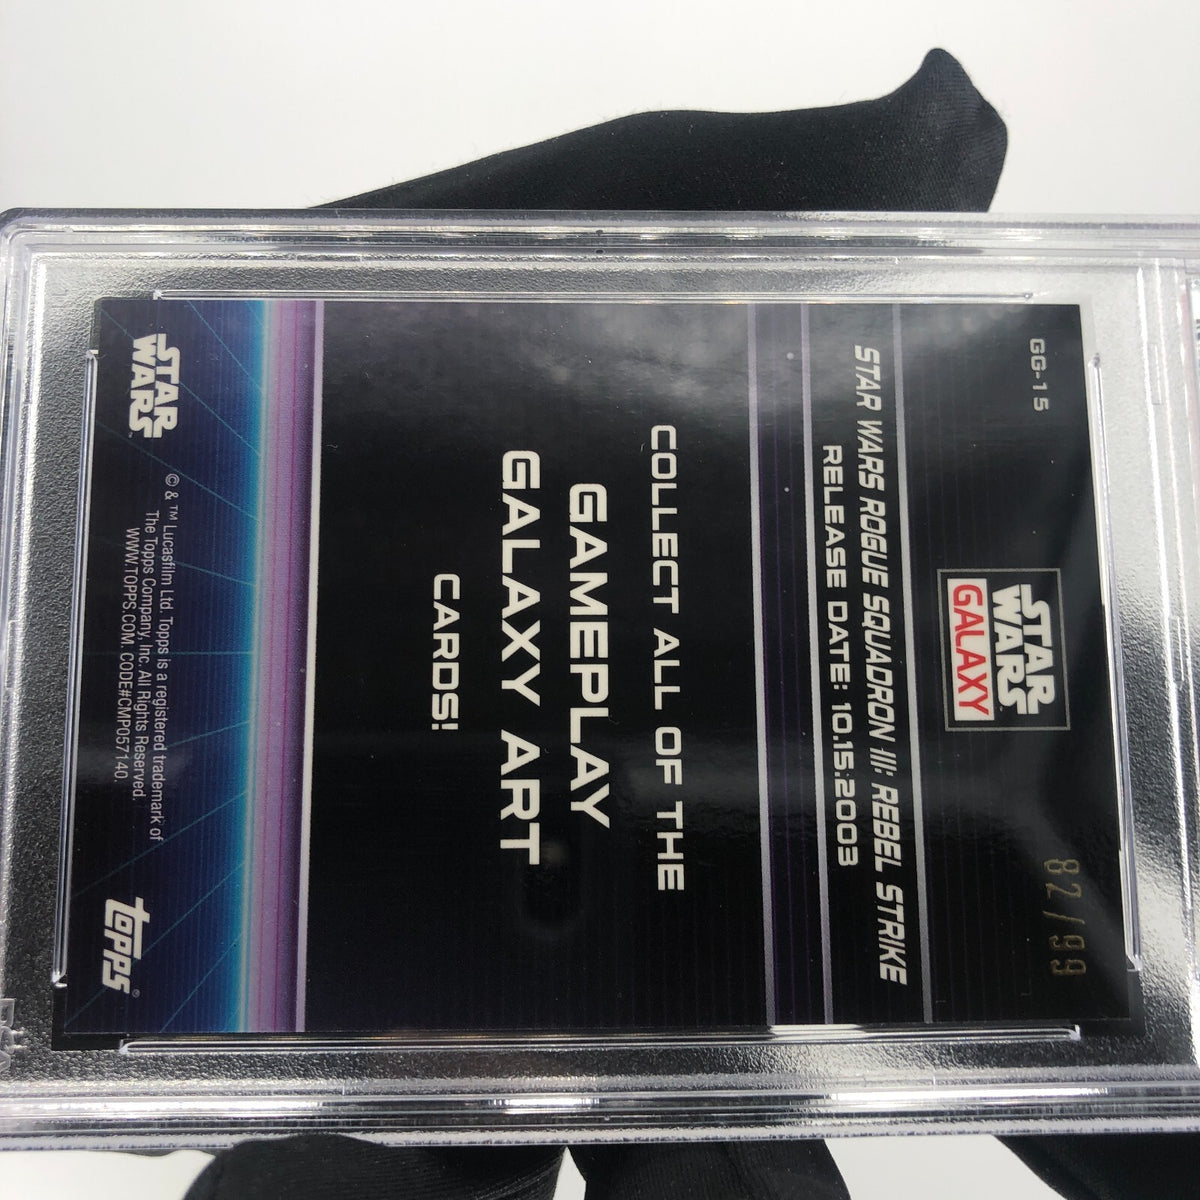 GG-15
82/99
STAR
WARS
GALAXY
STAR WARS ROGUE SQUADRON III: REBEL STRIKE
RELEASE DATE: 10.15.2003
COLLECT ALL OF THE
GAMEPLAY
GALAXY ART
CARDS!
STAR
WARS™
© & ™ Lucasfilm Ltd. Topps is a registered trademark of
The Topps Company, Inc. All Rights Reserved.
WWW.TOPPS.COM. CODE#CMP057140.
topps®